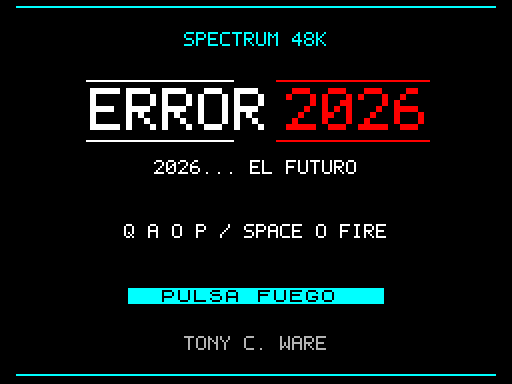 SPECTRUM 48K
ERROR 2026
2026... EL FUTURO
Q A O P / SPACE O FIRE
PULSA FUEGO
TONY C. WARE